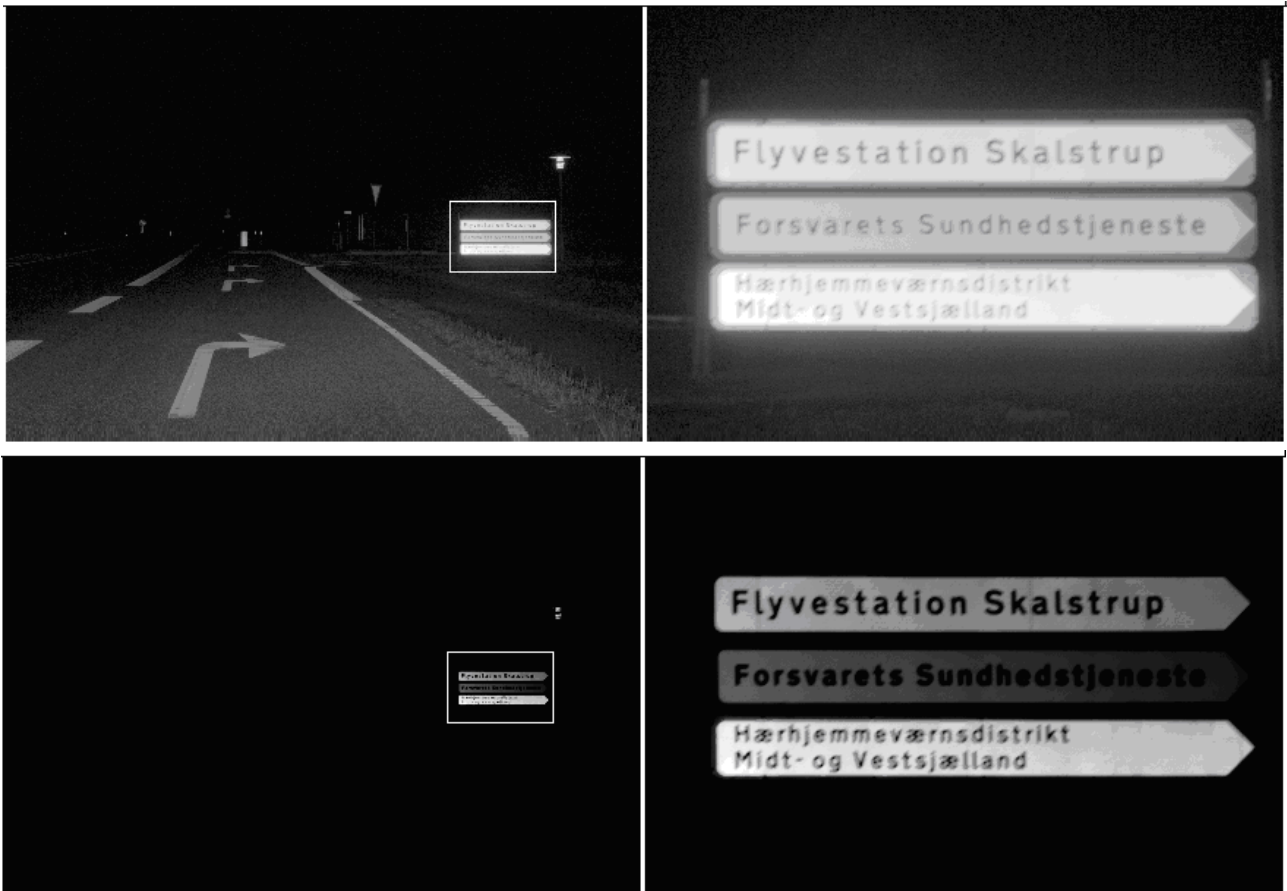 Flyvestation Skalstrup
Forsvarets Sundhedstjeneste
Hærhjemmeværnsdistrikt
Midt- og Vestsjælland
Flyvestation Skalstrup
Forsvarets Sundhedstjeneste
Hærhjemmeværnsdistrikt
Midt- og Vestsjælland